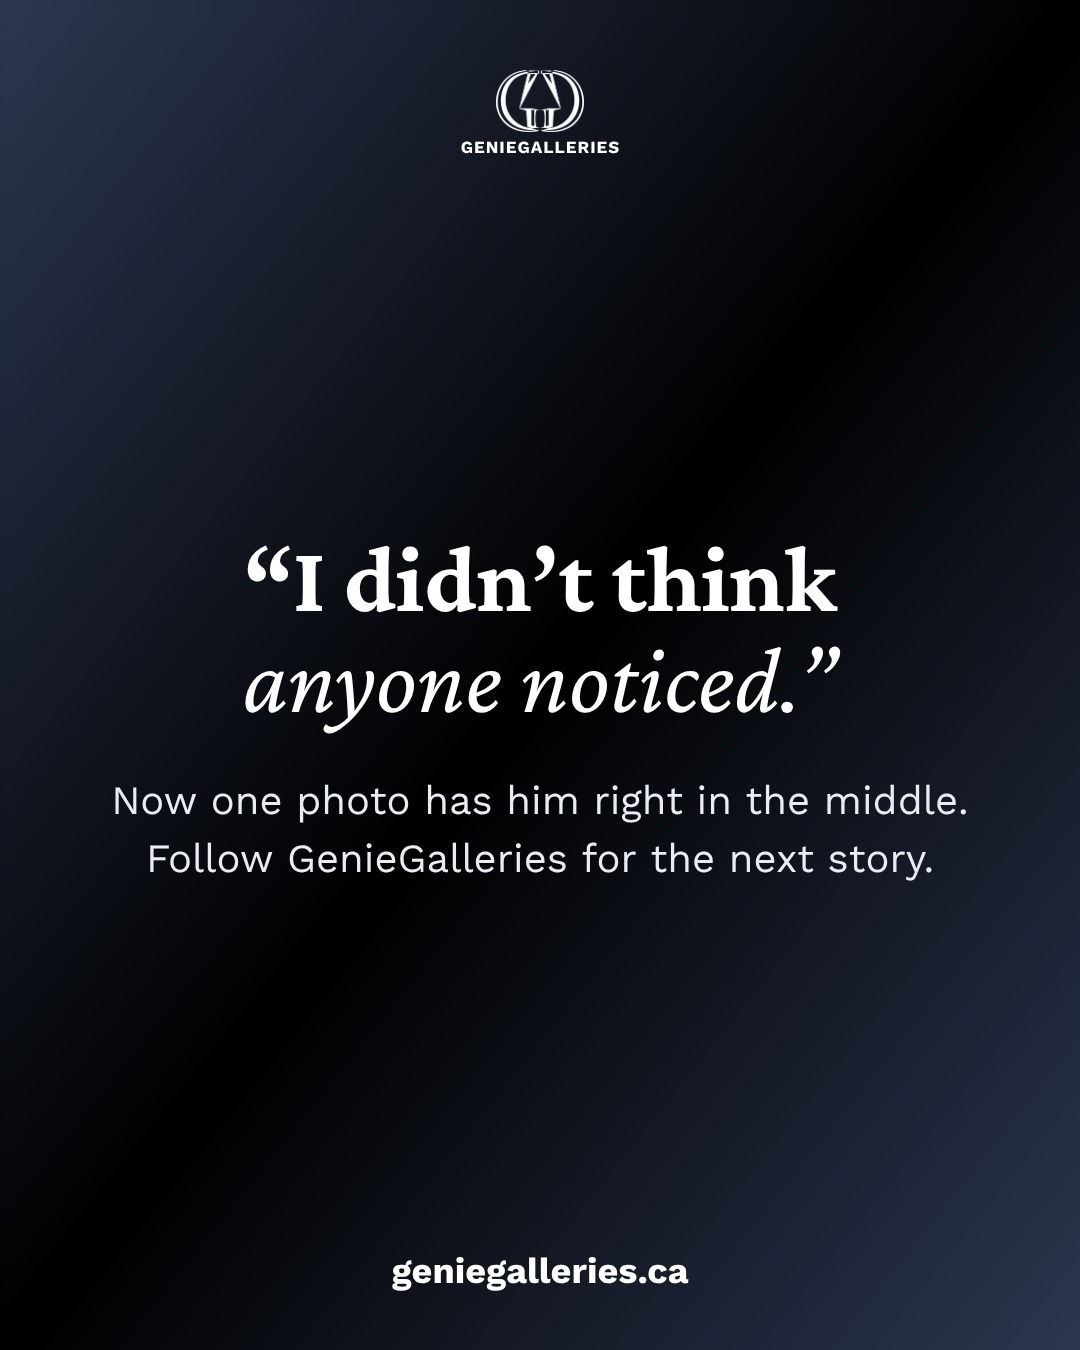 GENIEGALLERIES
“I didn’t think
anyone noticed.”
Now one photo has him right in the middle.
Follow GenieGalleries for the next story.
geniegalleries.ca